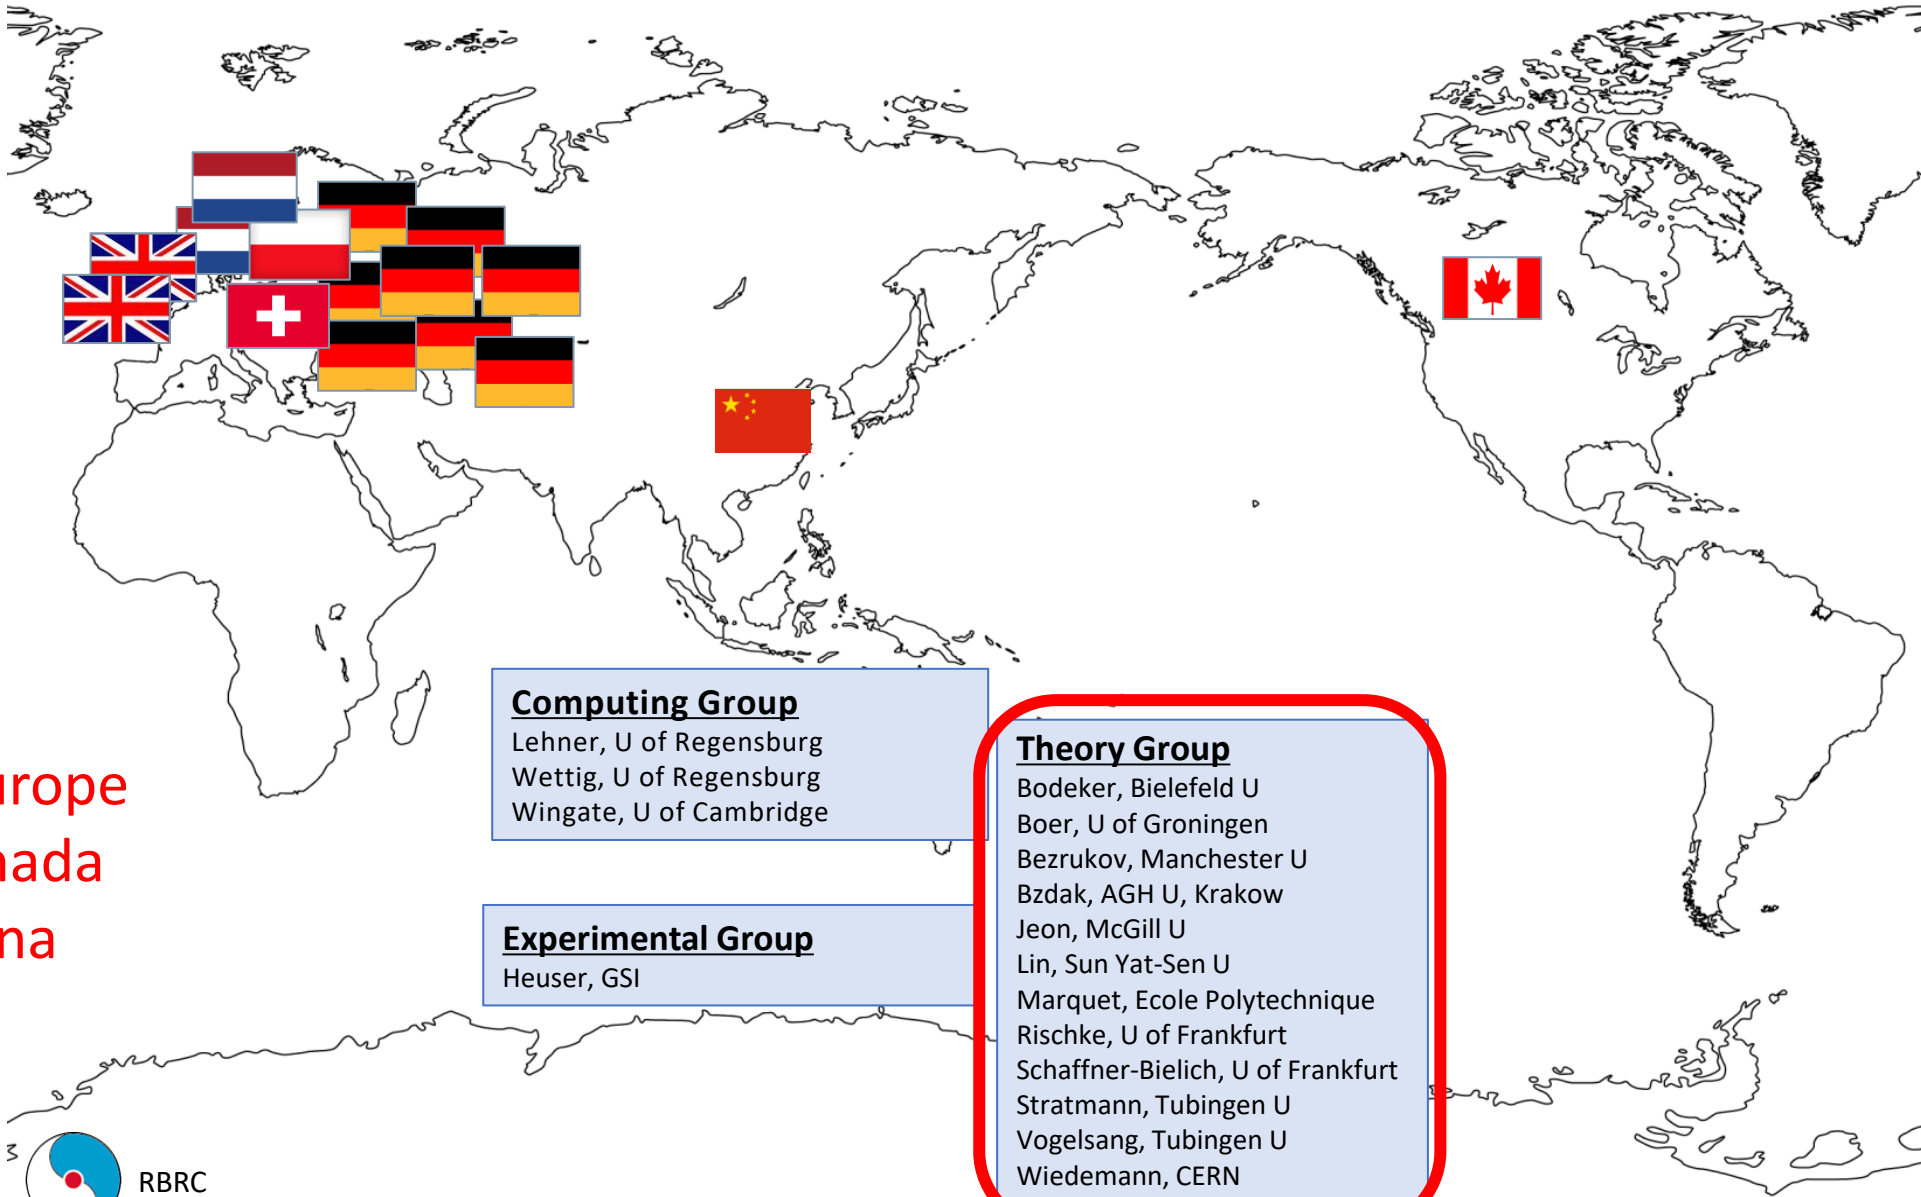 Computing Group
Lehner, U of Regensburg
Wettig, U of Regensburg
Wingate, U of Cambridge
Experimental Group
Heuser, GSI
Theory Group
Bodeker, Bielefeld U
Boer, U of Groningen
Bezrukov, Manchester U
Bzdak, AGH U, Krakow
Jeon, McGill U
Lin, Sun Yat-Sen U
Marquet, Ecole Polytechnique
Rischke, U of Frankfurt
Schaffner-Bielich, U of Frankfurt
Stratmann, Tubingen U
Vogelsang, Tubingen U
Wiedemann, CERN
urope
nada
na
RBRC